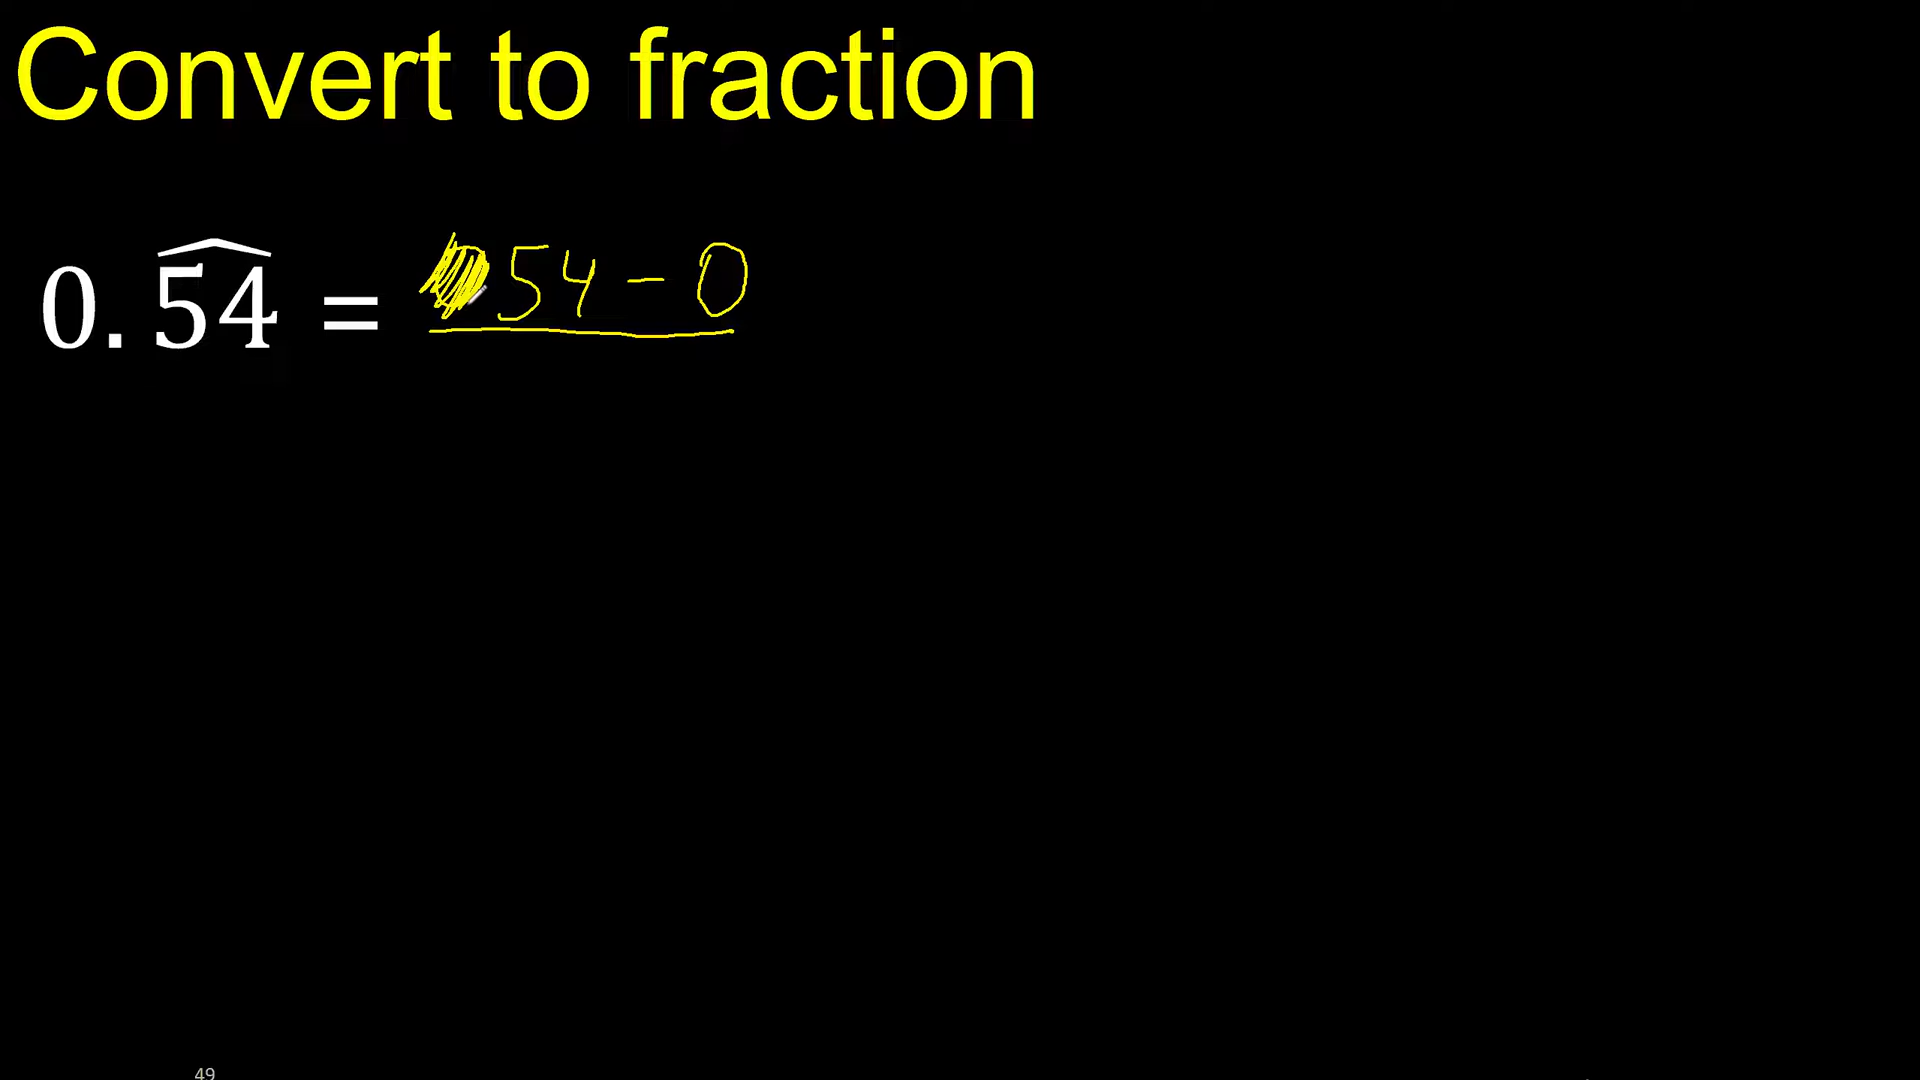 Convert to fraction
0.54 = 54 - 0
49